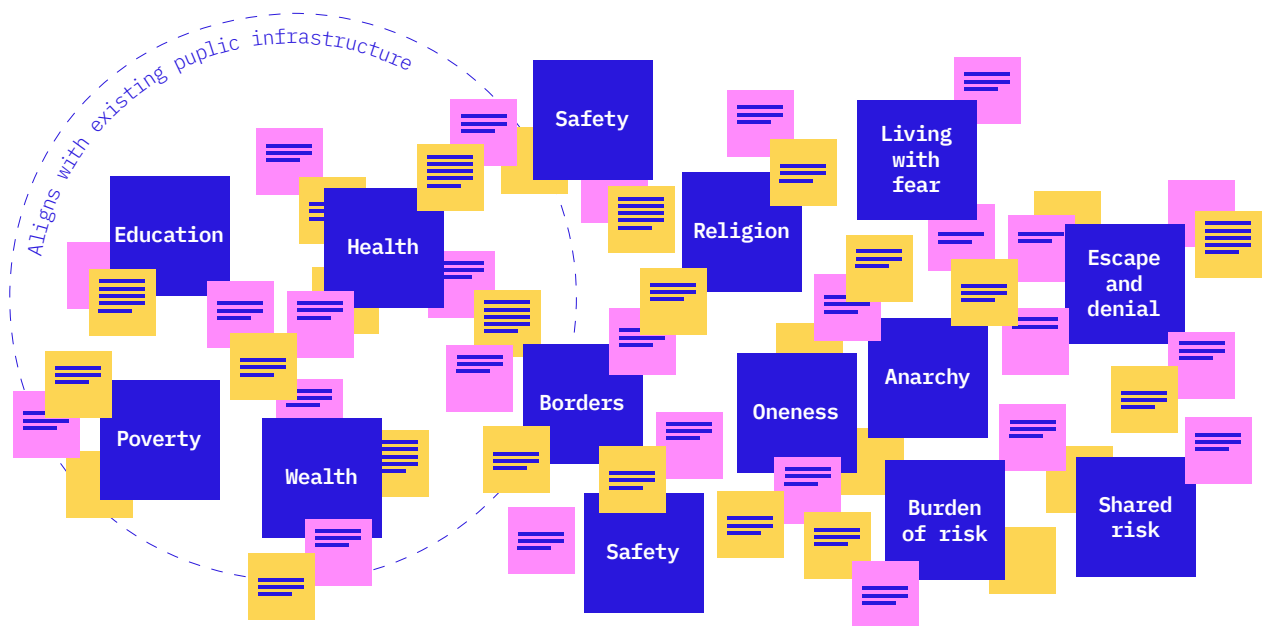 Aligns with existing puplic infrastructure
Safety
Living
with
fear
Education
Health
Religion
Escape
and
denial
Borders
Anarchy
Oneness
Poverty
Wealth
Burden
of risk
Shared
risk
Safety